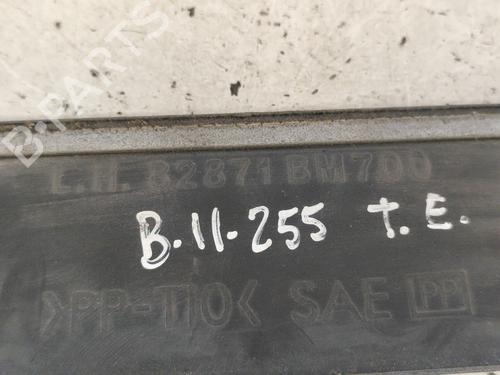 B-PARTS
L.H. 82871 BM700
B.11-255 T.E.
>PP-T10< SAE PP